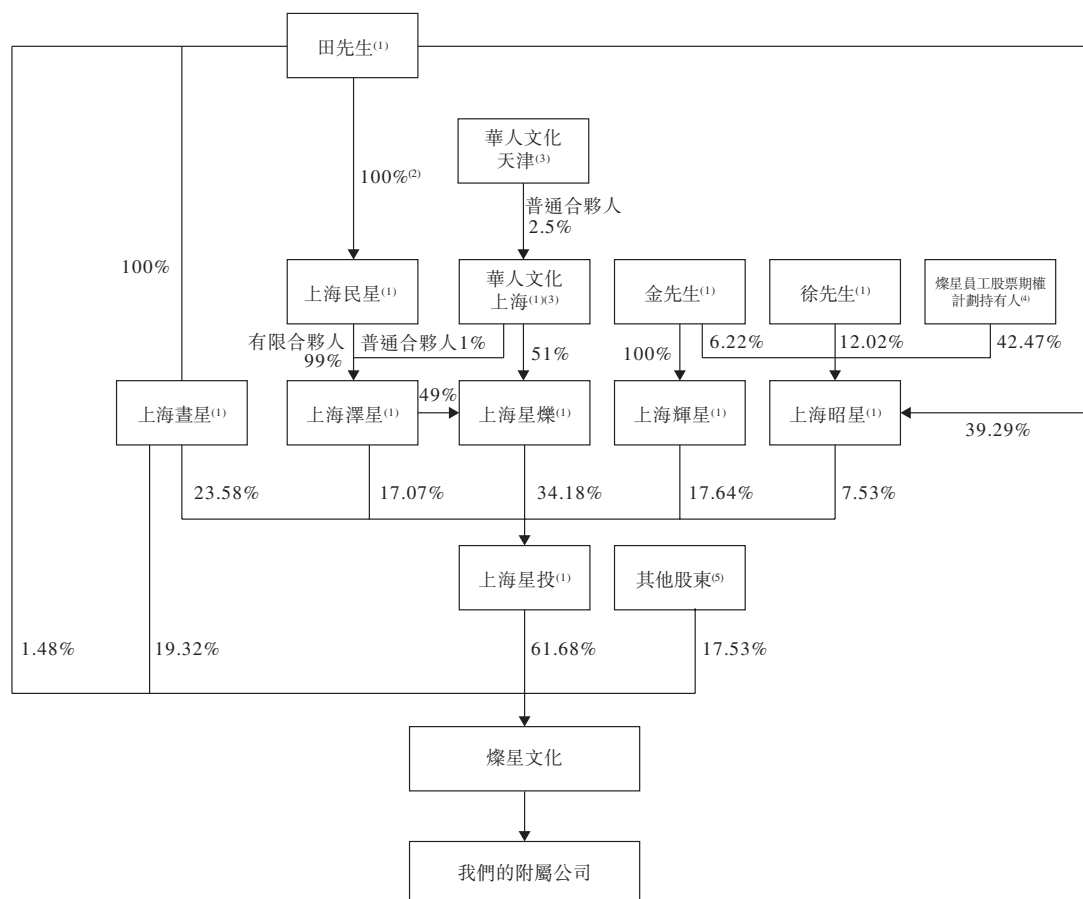 田先生(1)
華人文化
天津(3)
100%(2)
普通合夥人
2.5%
100%
上海民星(1)
華人文化
上海(1)(3)
金先生(1)
徐先生(1)
燦星員工股票期權
計劃持有人(4)
有限合夥人
99%
普通合夥人1%
51%
100%
6.22%
12.02%
42.47%
上海晝星(1)
上海澤星(1)
49%
上海星爍(1)
上海輝星(1)
上海昭星(1)
39.29%
23.58%
17.07%
34.18%
17.64%
7.53%
上海星投(1)
其他股東(5)
1.48%
19.32%
61.68%
17.53%
燦星文化
我們的附屬公司